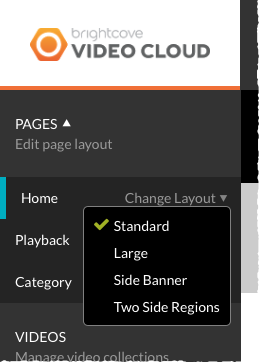 brightcove
VIDEO CLOUD
PAGES
Edit page layout
Home
Change Layout
Standard
Playback
Large
Category
Side Banner
Two Side Regions
VIDEOS
Manage video collections